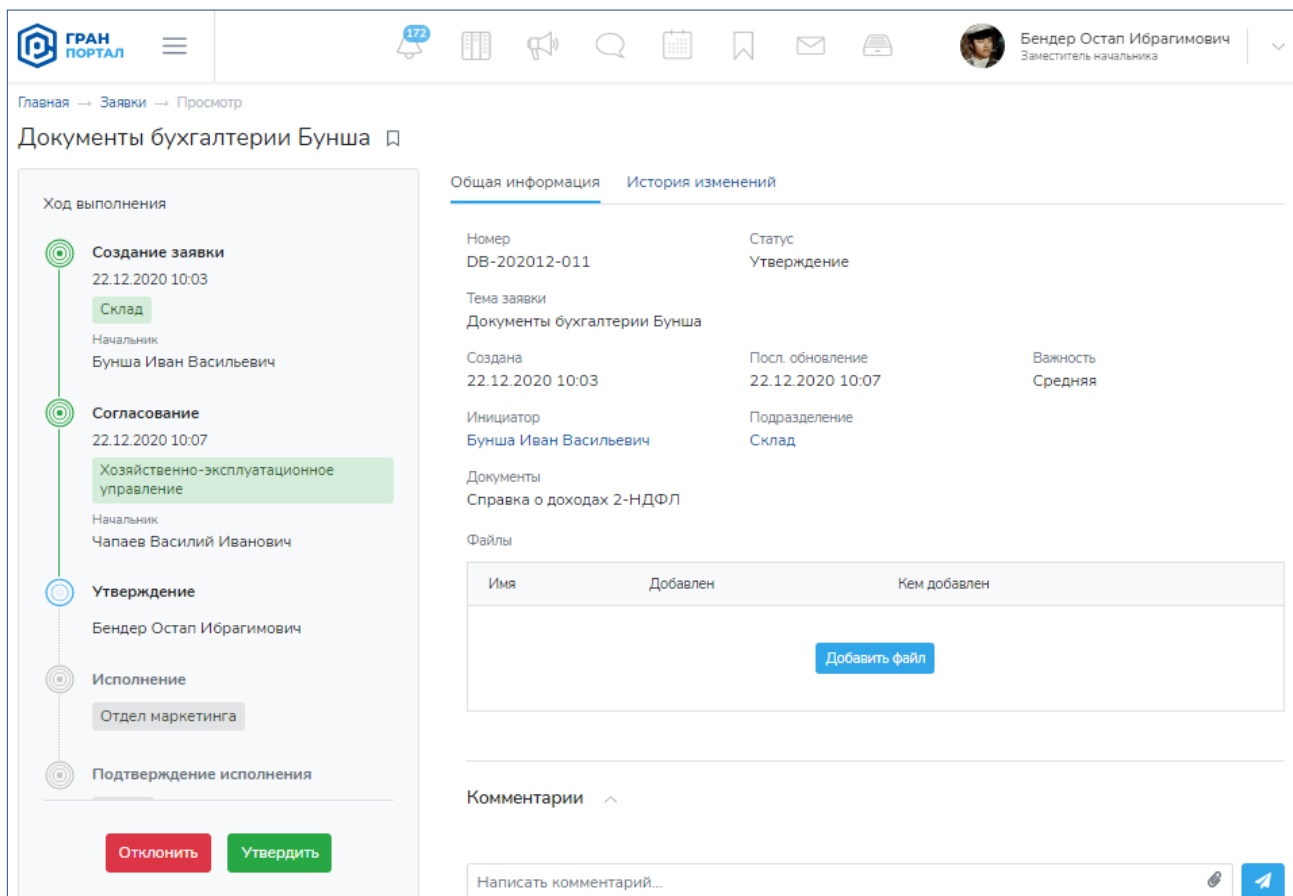 ГРАН
ПОРТАЛ
172
Бендер Остап Ибрагимович
Заместитель начальника
Главная → Заявки → Просмотр
Документы бухгалтерии Бунша
Ход выполнения
Создание заявки
22.12.2020 10:03
Склад
Начальник
Бунша Иван Васильевич
Согласование
22.12.2020 10:07
Хозяйственно-эксплуатационное
управление
Начальник
Чапаев Василий Иванович
Утверждение
Бендер Остап Ибрагимович
Исполнение
Отдел маркетинга
Подтверждение исполнения
Отклонить Утвердить
Общая информация История изменений
Номер Статус
DB-202012-011 Утверждение
Тема заявки
Документы бухгалтерии Бунша
Создана Посл. обновление Важность
22.12.2020 10:03 22.12.2020 10:07 Средняя
Инициатор Подразделение
Бунша Иван Васильевич Склад
Документы
Справка о доходах 2-НДФЛ
Файлы
Имя Добавлен Кем добавлен
Добавить файл
Комментарии
Написать комментарий...